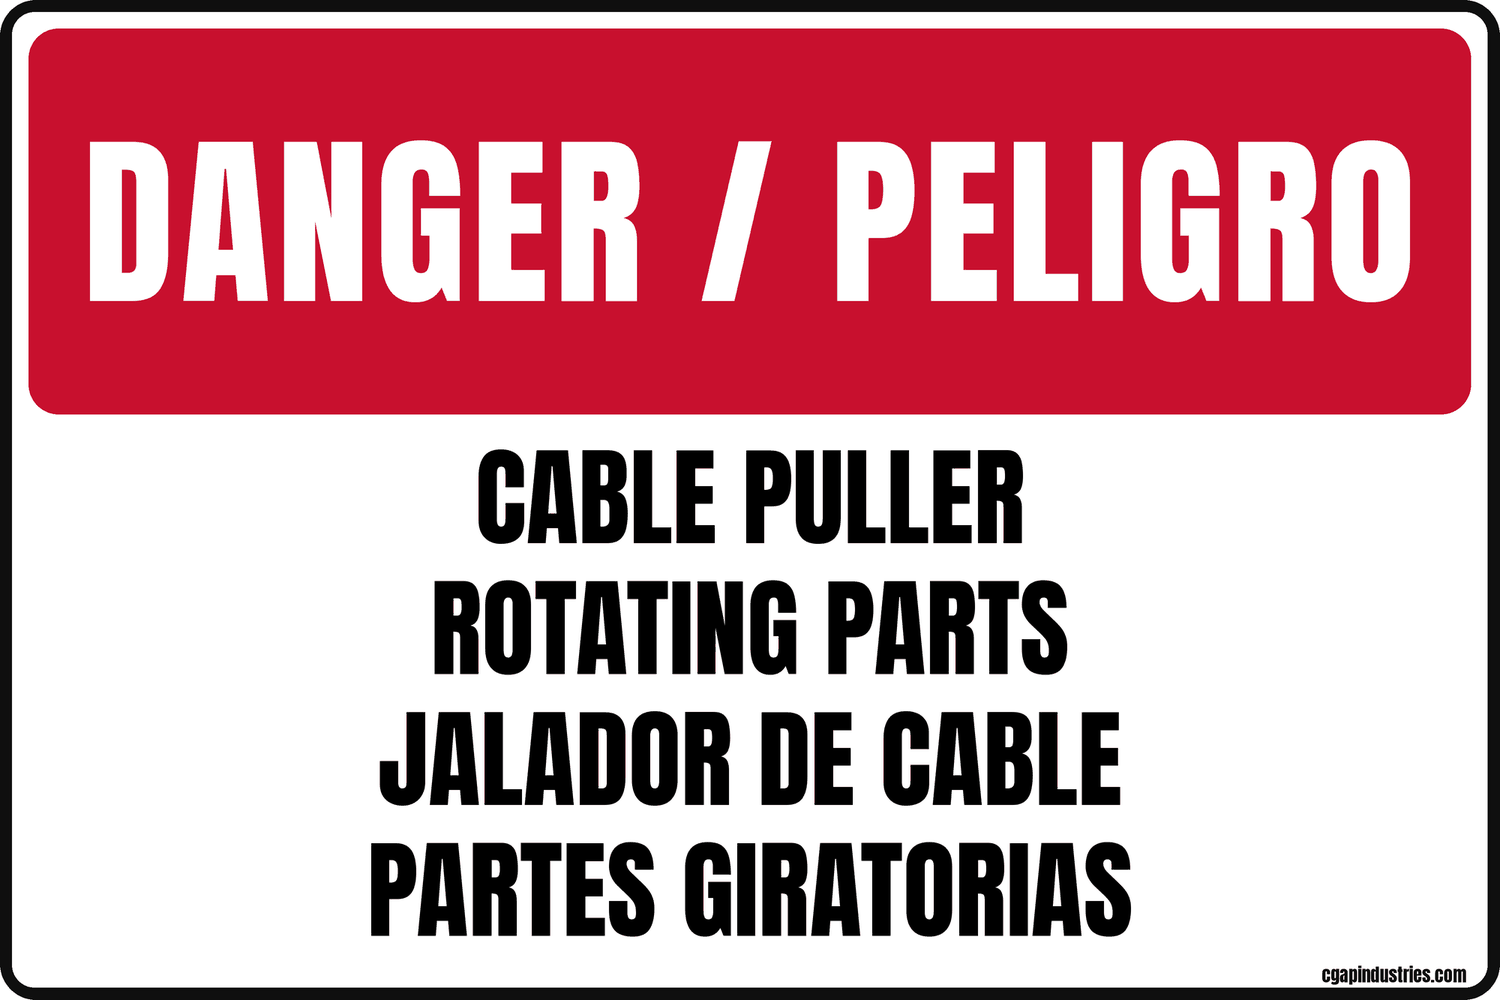 DANGER / PELIGRO
CABLE PULLER
ROTATING PARTS
JALADOR DE CABLE
PARTES GIRATORIAS
cgapindustries.com